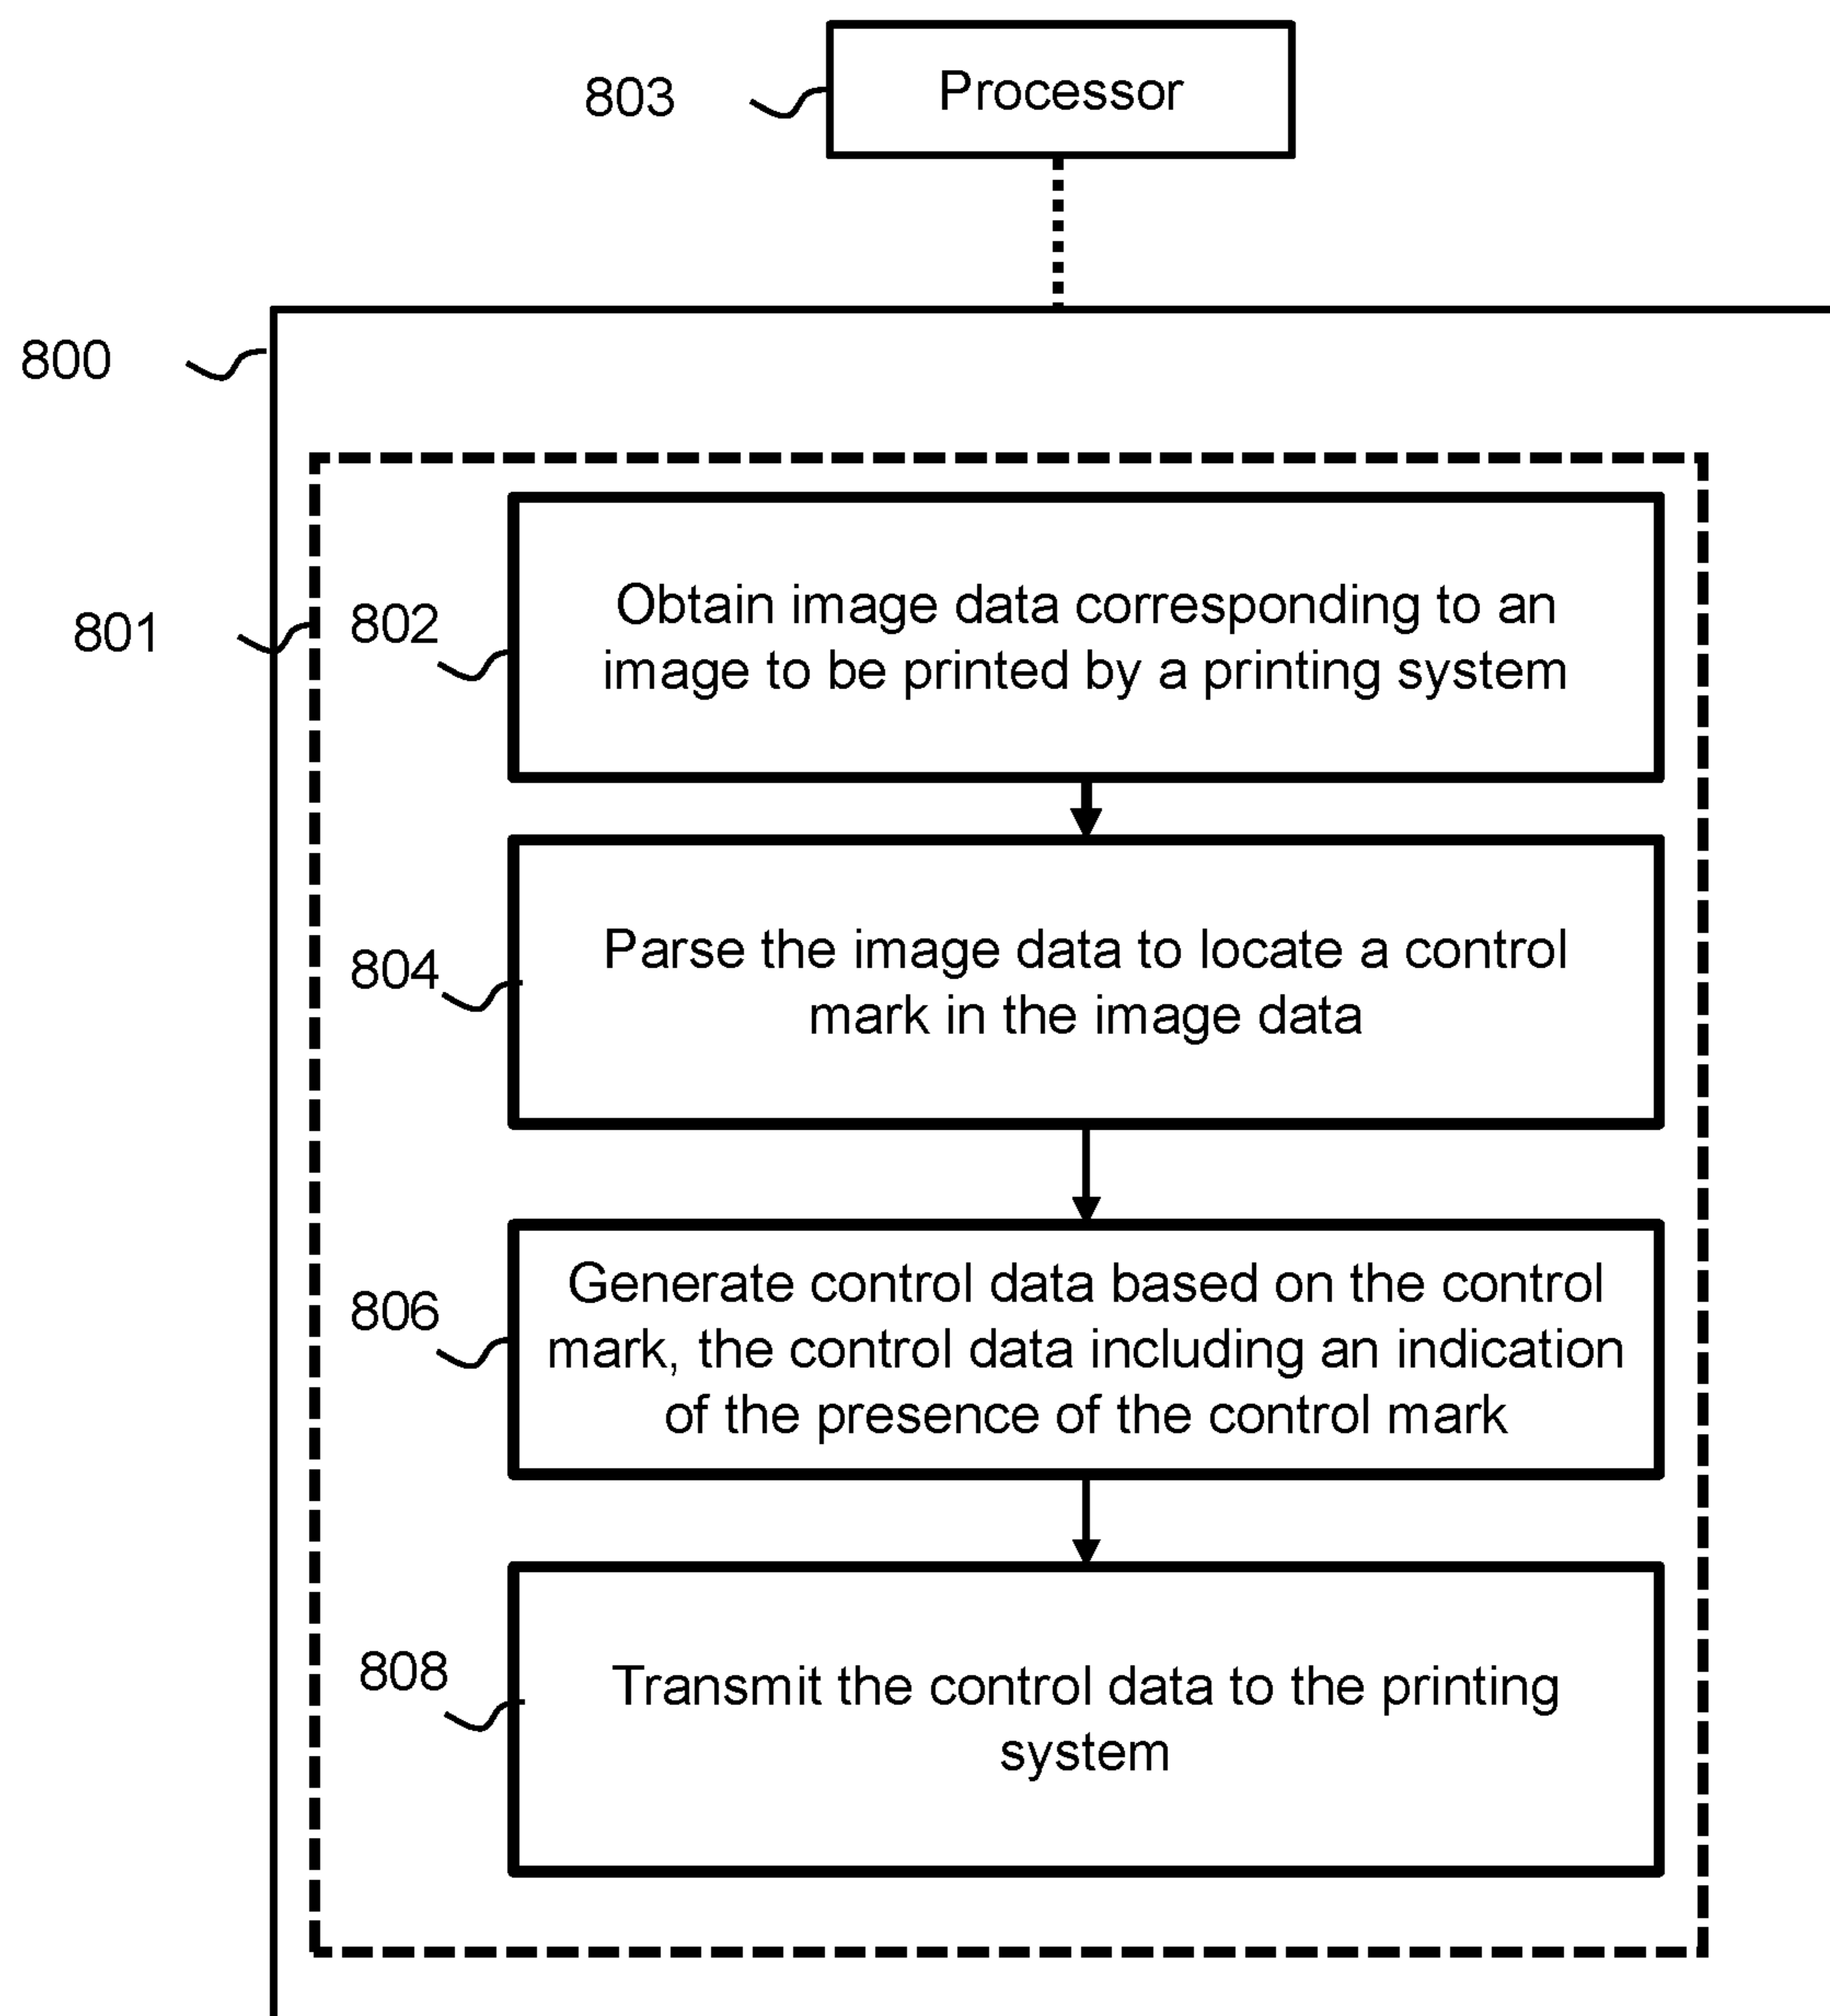 803
Processor
800
801
802
Obtain image data corresponding to an
image to be printed by a printing system
804
Parse the image data to locate a control
mark in the image data
806
Generate control data based on the control
mark, the control data including an indication
of the presence of the control mark
808
Transmit the control data to the printing
system